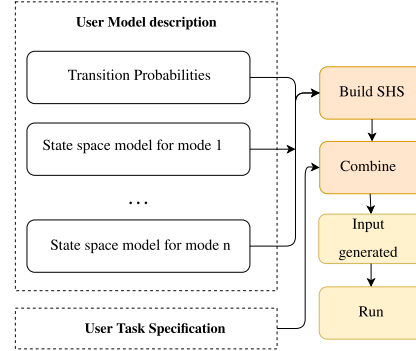 User Model description
Transition Probabilities
State space model for mode 1
...
State space model for mode n
User Task Specification
Build SHS
Combine
Input
generated
Run